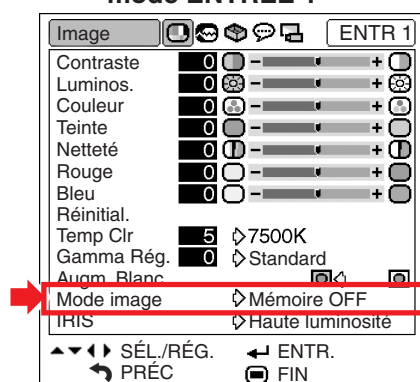 Mode ENTRÉE 1
Image ENTR 1
Contraste 0 - +
Luminos. 0 - +
Couleur 0 - +
Teinte 0 - +
Netteté 0 - +
Rouge 0 - +
Bleu 0 - +
Réinitial.
Temp Clr 5 7500K
Gamma Rég. 0 Standard
Augm. Blanc
Mode image Mémoire OFF
IRIS Haute luminosité
SÉL./RÉG. ENTR.
PRÉC FIN